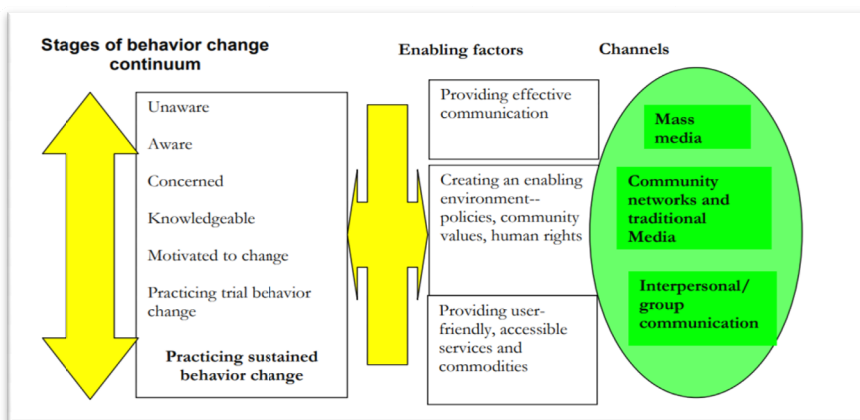 Stages of behavior change
continuum
Unaware
Aware
Concerned
Knowledgeable
Motivated to change
Practicing trial behavior
change
Practicing sustained
behavior change
Enabling factors
Providing effective
communication
Creating an enabling
environment--
policies, community
values, human rights
Providing user-
friendly, accessible
services and
commodities
Channels
Mass
media
Community
networks and
traditional
Media
Interpersonal/
group
communication